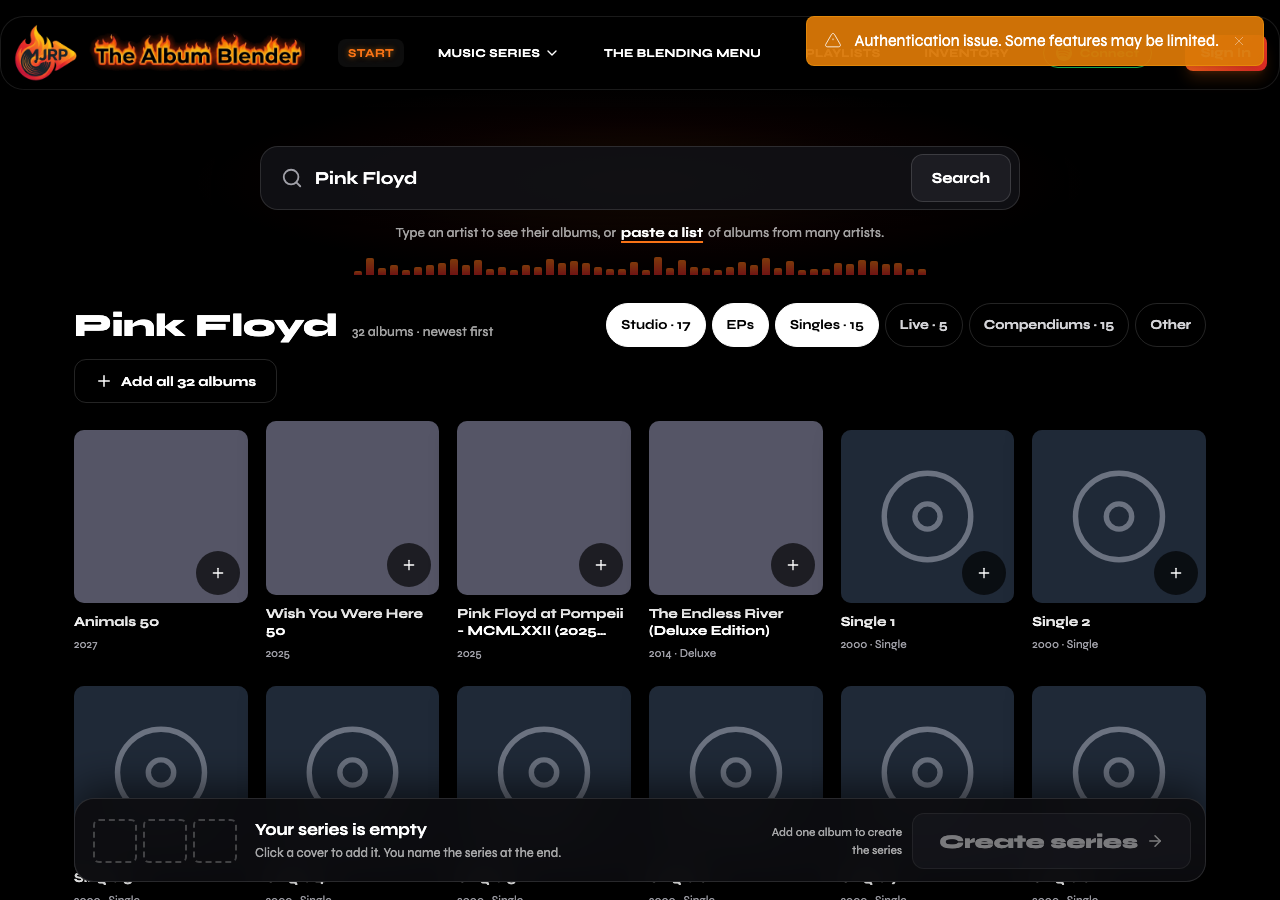 JRP
The Album Blender
START
MUSIC SERIES
THE BLENDING MENU
Authentication issue. Some features may be limited.
Pink Floyd
Search
Type an artist to see their albums, or paste a list of albums from many artists.
Pink Floyd
32 albums · newest first
Studio · 17
EPs
Singles · 15
Live · 5
Compendiums · 15
Other
Add all 32 albums
Animals 50
2027
Wish You Were Here
50
2025
Pink Floyd at Pompeii
- MCMLXXII (2025...
2025
The Endless River
(Deluxe Edition)
2014 · Deluxe
Single 1
2000 · Single
Single 2
2000 · Single
Your series is empty
Click a cover to add it. You name the series at the end.
Add one album to create
the series
Create series